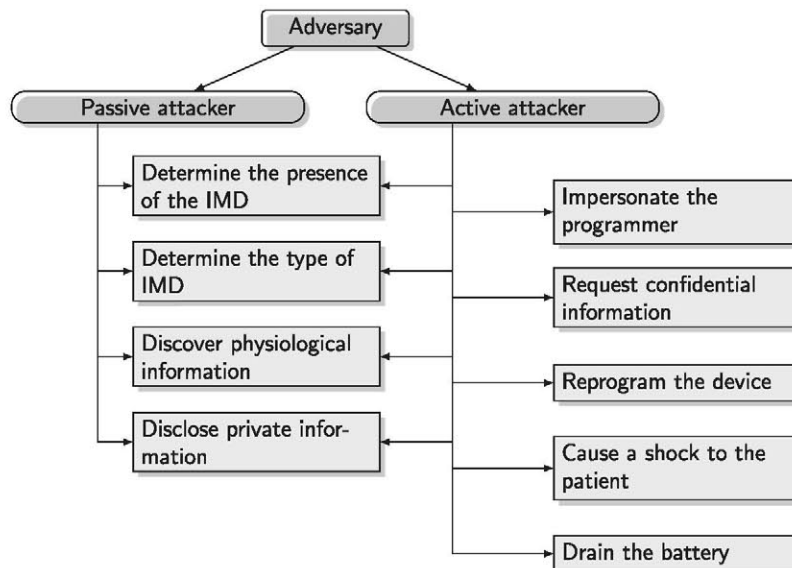 Adversary
Passive attacker
Active attacker
Determine the presence
of the IMD
Determine the type of
IMD
Discover physiological
information
Disclose private infor-
mation
Impersonate the
programmer
Request confidential
information
Reprogram the device
Cause a shock to the
patient
Drain the battery